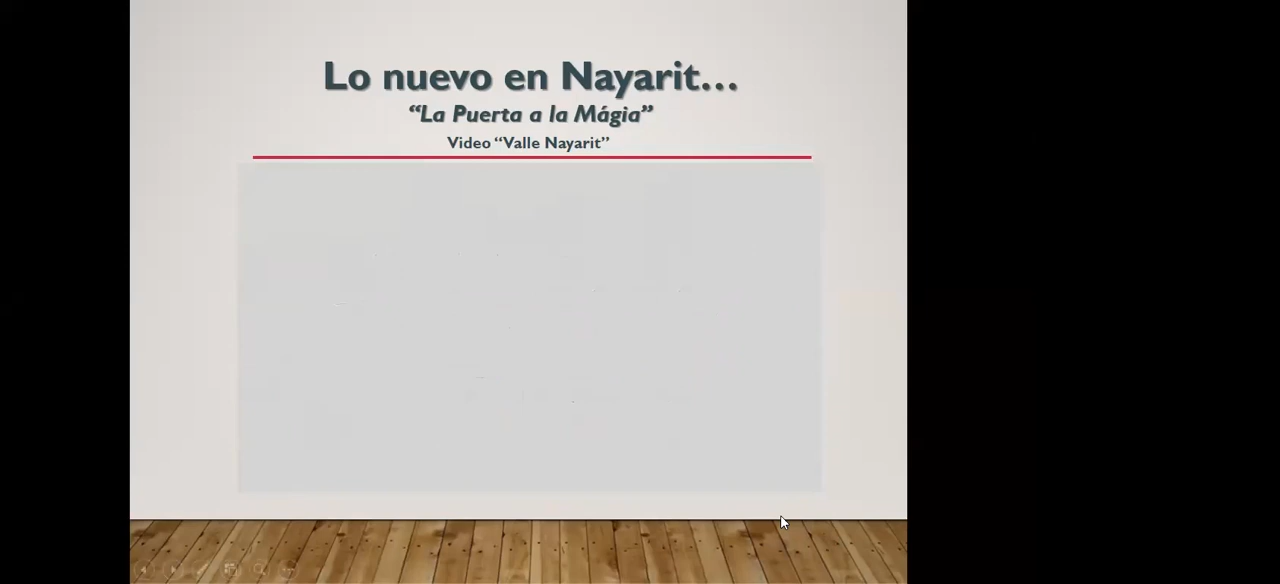 Lo nuevo en Nayarit...
“La Puerta a la Mágia”
Video “Valle Nayarit”